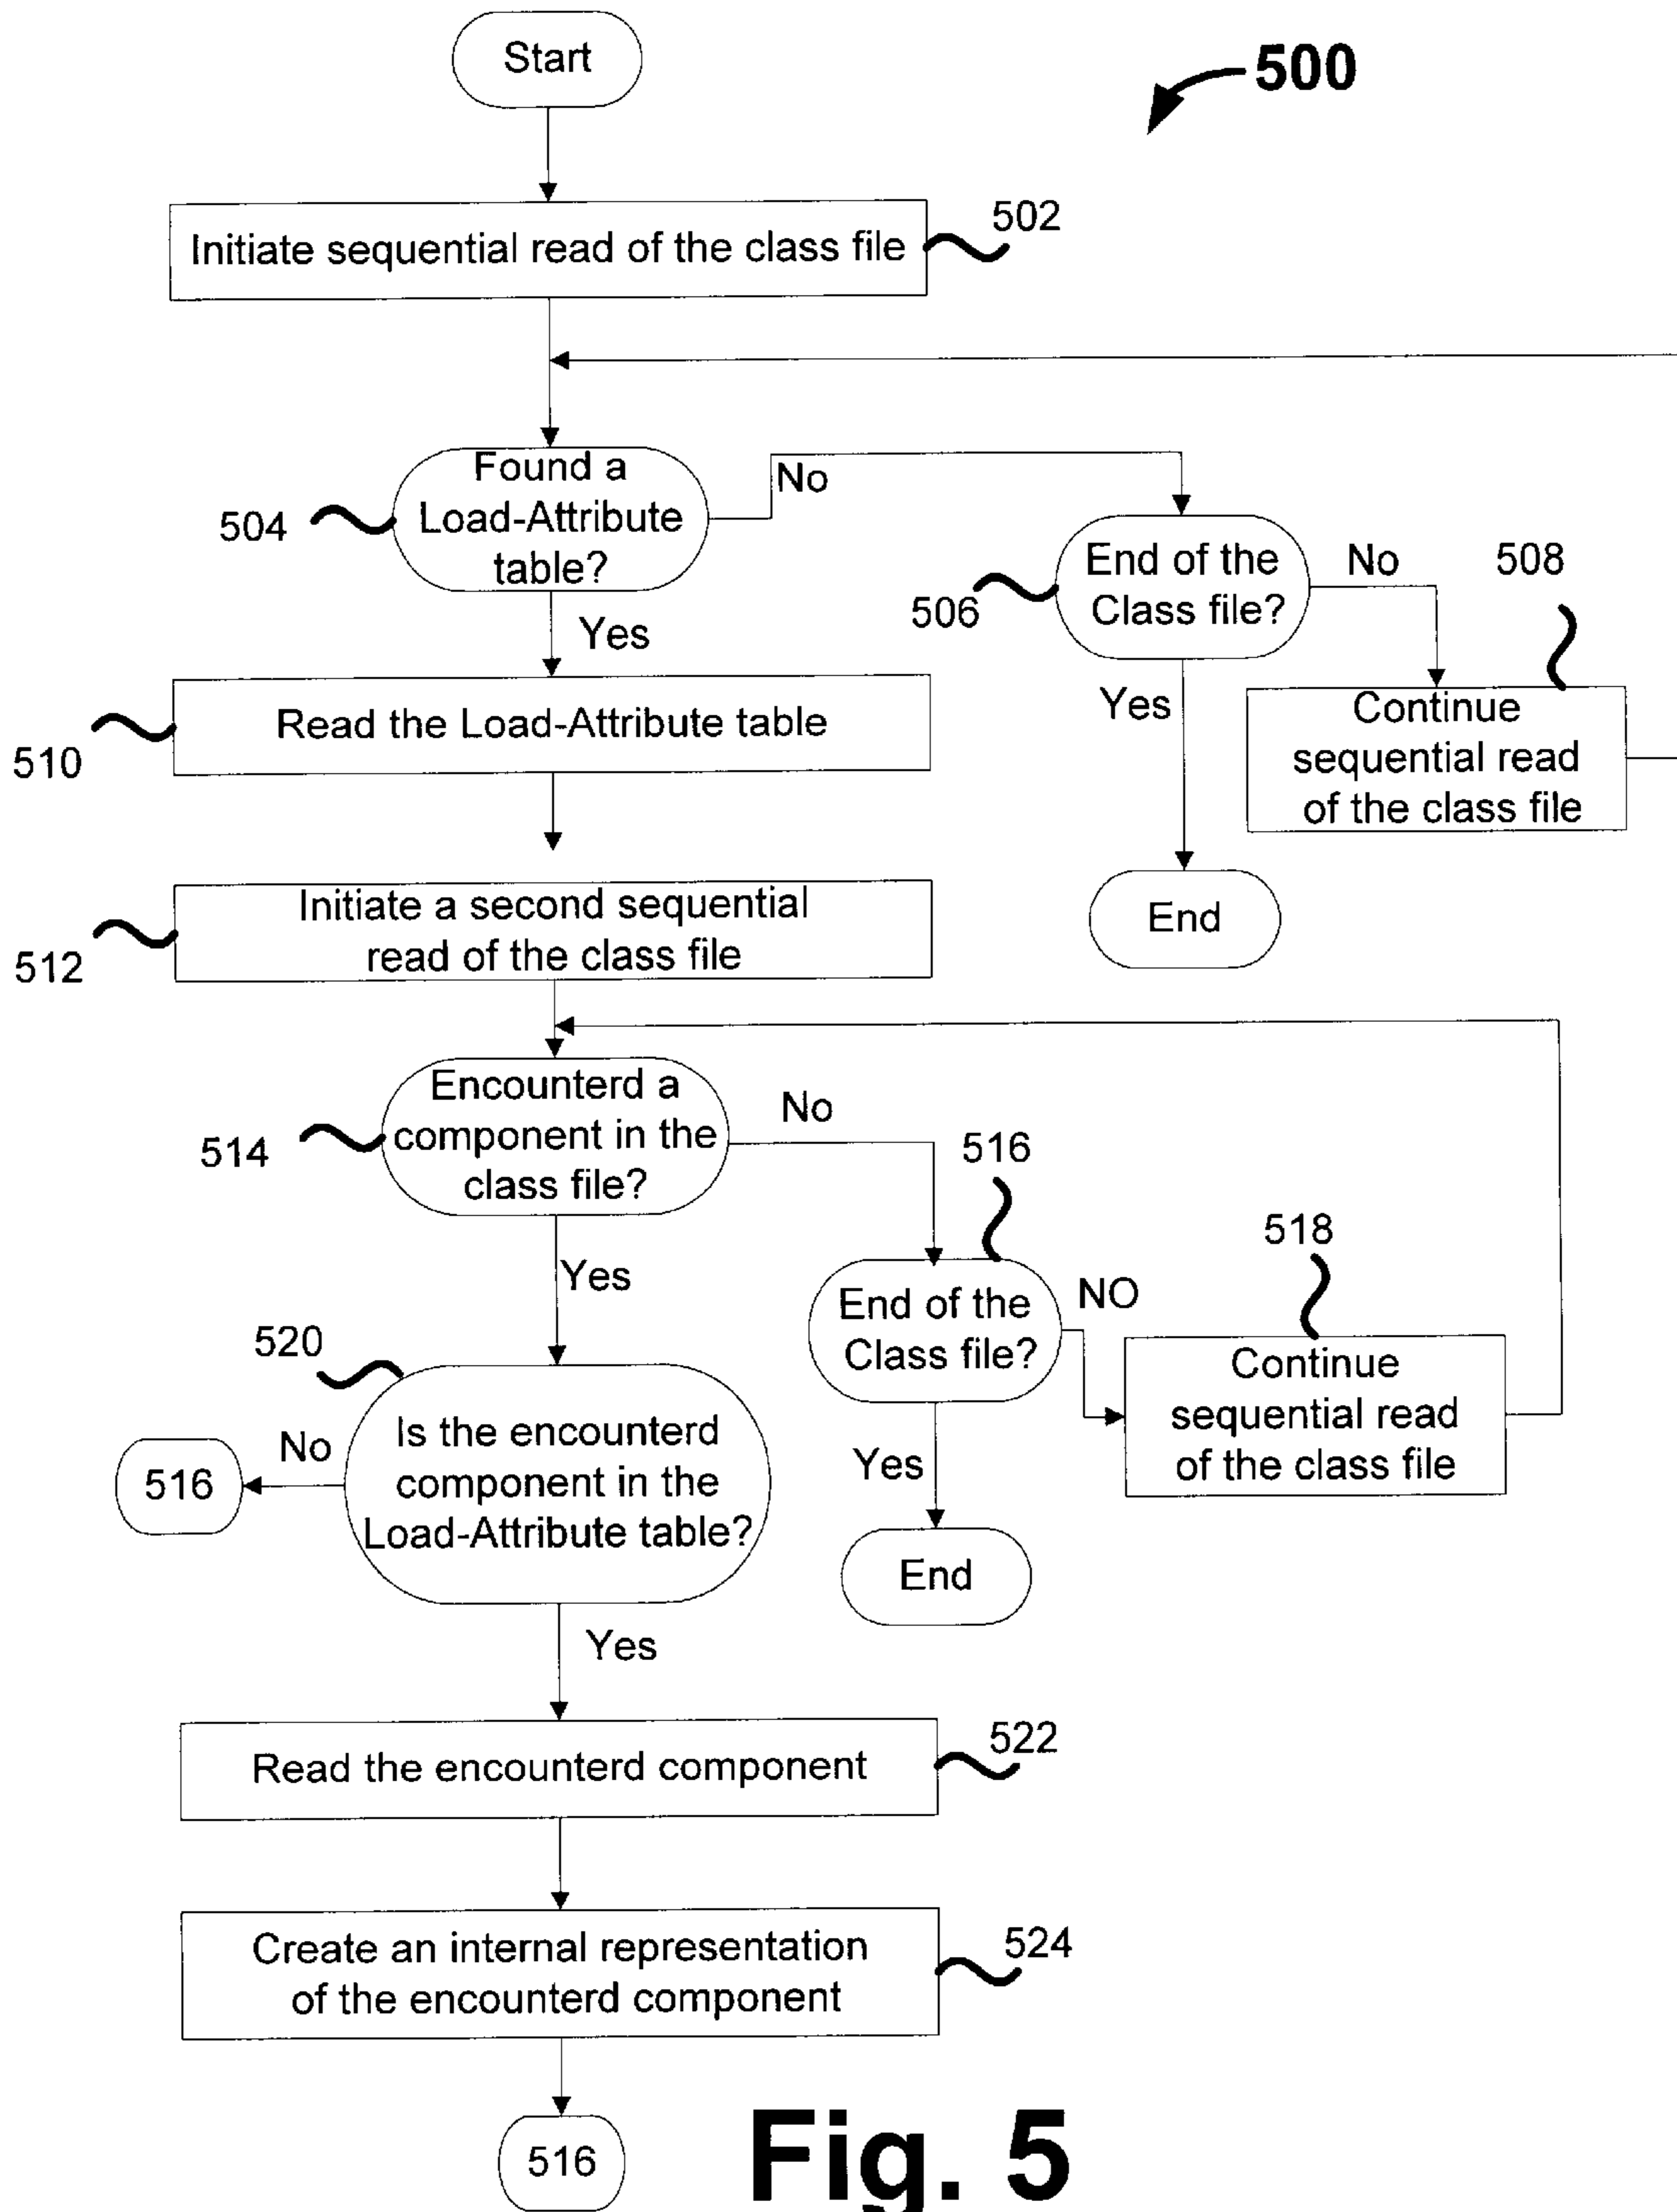 Start
500
Initiate sequential read of the class file
502
Found a
Load-Attribute
table?
504
No
Yes
End of the
Class file?
506
No
508
Yes
Continue
sequential read
of the class file
End
Read the Load-Attribute table
510
Initiate a second sequential
read of the class file
512
Encounterd a
component in the
class file?
514
No
Yes
516
End of the
Class file?
NO
518
Continue
sequential read
of the class file
Yes
End
520
Is the encounterd
component in the
Load-Attribute table?
No
516
Yes
Read the encounterd component
522
Create an internal representation
of the encounterd component
524
516
Fig. 5